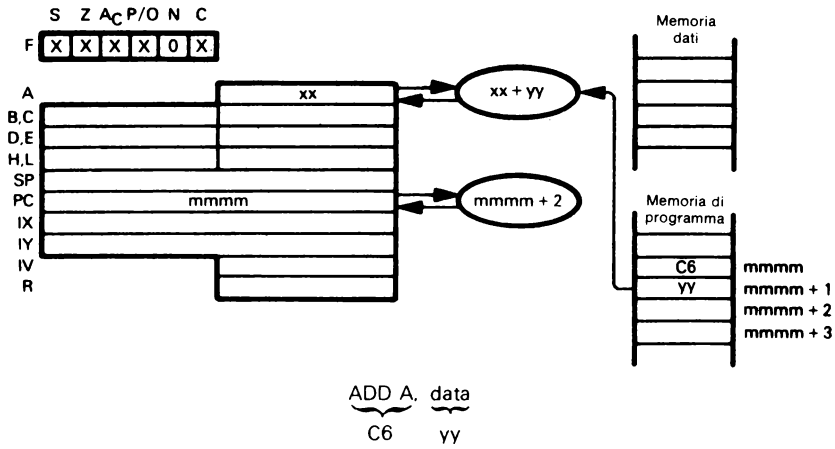 S Z AC P/O N C
F X X X X 0 X
Memoria
dati
A xx
xx + yy
B,C
D,E
H,L
SP
PC mmmm
mmmm + 2
IX
IY
IV
R
Memoria di
programma
C6 mmmm
yy mmmm + 1
mmmm + 2
mmmm + 3
ADD A, data
C6 yy